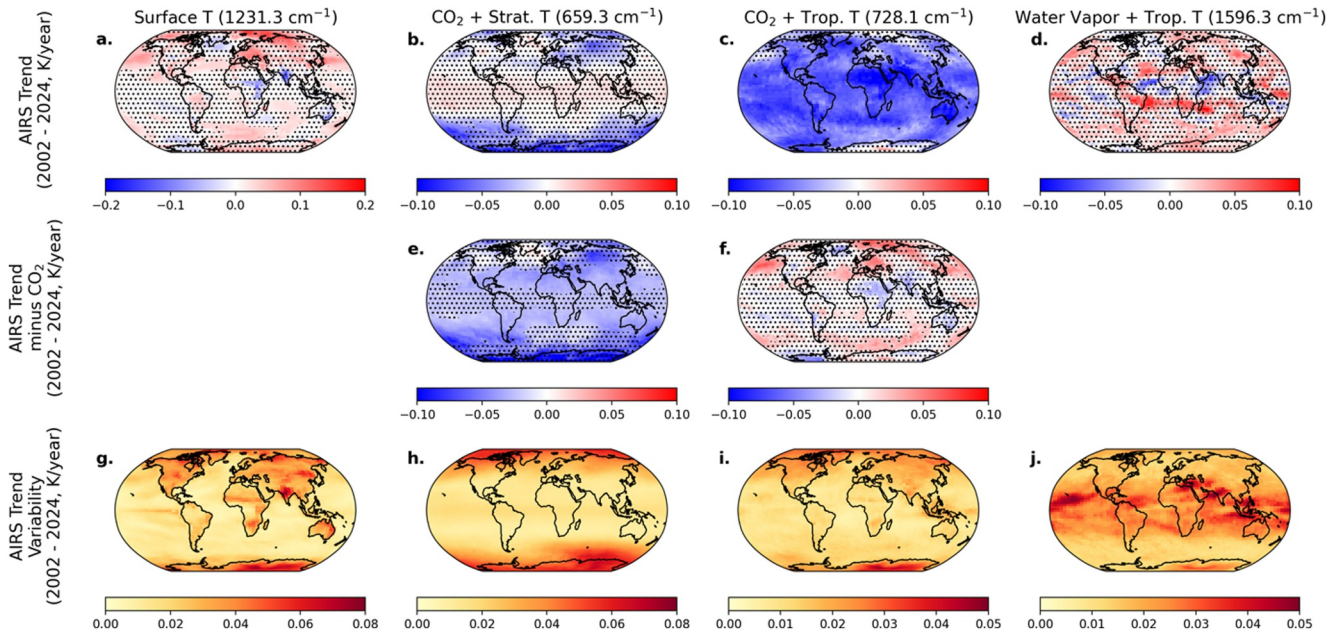 Surface T (1231.3 cm⁻¹)
CO₂ + Strat. T (659.3 cm⁻¹)
CO₂ + Trop. T (728.1 cm⁻¹)
Water Vapor + Trop. T (1596.3 cm⁻¹)
AIRS Trend
(2002 - 2024, K/year)
a.
b.
c.
d.
−0.2 −0.1 0.0 0.1 0.2
−0.10 −0.05 0.00 0.05 0.10
−0.10 −0.05 0.00 0.05 0.10
−0.10 −0.05 0.00 0.05 0.10
AIRS Trend
minus CO₂
(2002 - 2024, K/year)
e.
f.
−0.10 −0.05 0.00 0.05 0.10
−0.10 −0.05 0.00 0.05 0.10
AIRS Trend
Variability
(2002 - 2024, K/year)
g.
h.
i.
j.
0.00 0.02 0.04 0.06 0.08
0.00 0.02 0.04 0.06 0.08
0.00 0.01 0.02 0.03 0.04 0.05
0.00 0.01 0.02 0.03 0.04 0.05